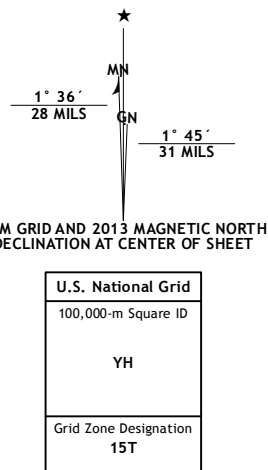 ★
MN
1° 36´
28 MILS
GN
1° 45´
31 MILS
M GRID AND 2013 MAGNETIC NORTH
DECLINATION AT CENTER OF SHEET
U.S. National Grid
100,000-m Square ID
YH
Grid Zone Designation
15T